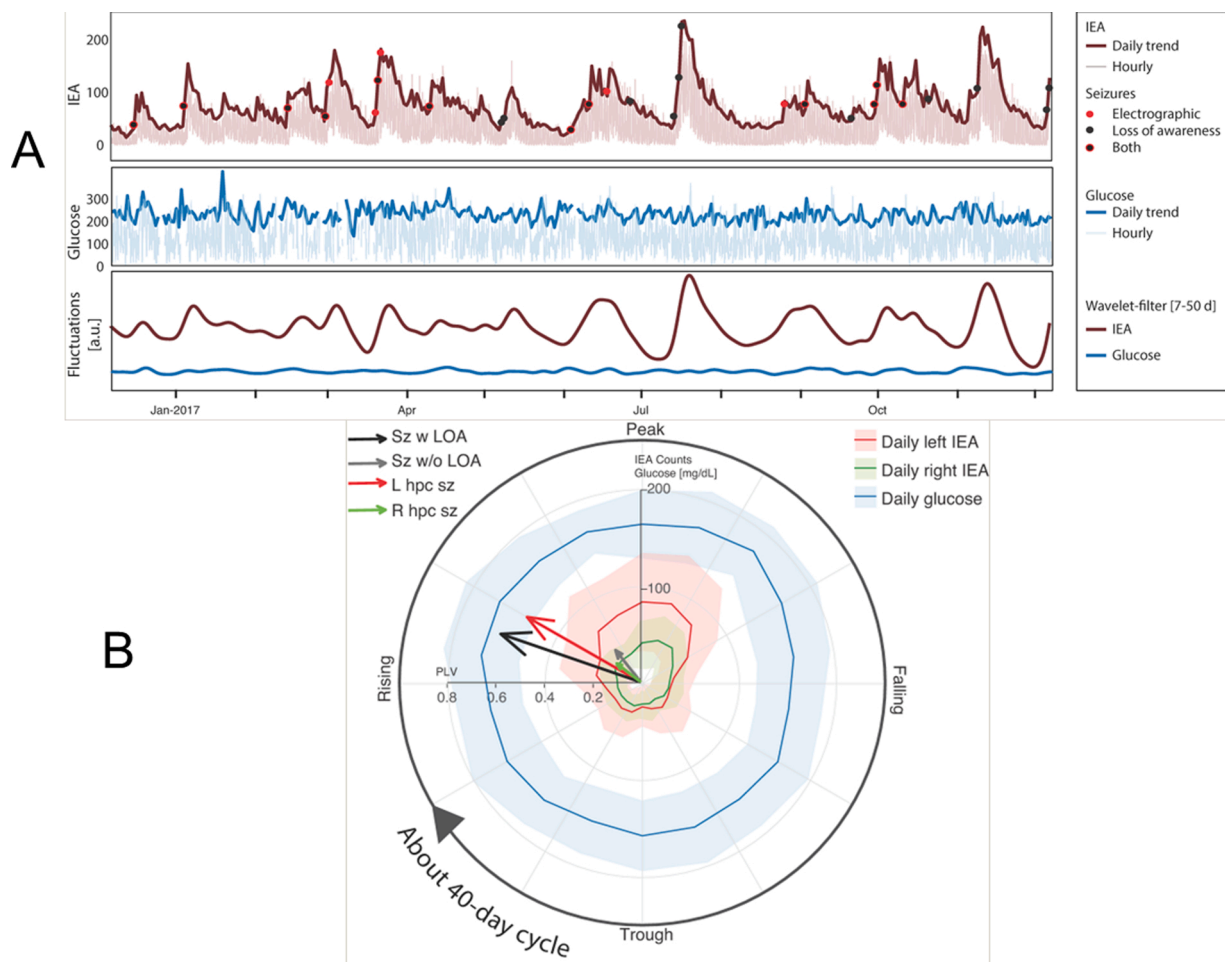 A
IEA
200
100
0
Glucose
300
200
100
0
Fluctuations
[a.u.]
Jan-2017
Apr
Jul
Oct
IEA
Daily trend
Hourly
Seizures
Electrographic
Loss of awareness
Both
Glucose
Daily trend
Hourly
Wavelet-filter [7-50 d]
IEA
Glucose
B
Sz w LOA
Sz w/o LOA
L hpc sz
R hpc sz
Peak
IEA Counts
Glucose [mg/dL]
200
100
Daily left IEA
Daily right IEA
Daily glucose
Rising
PLV
0.8
0.6
0.4
0.2
Falling
About 40-day cycle
Trough